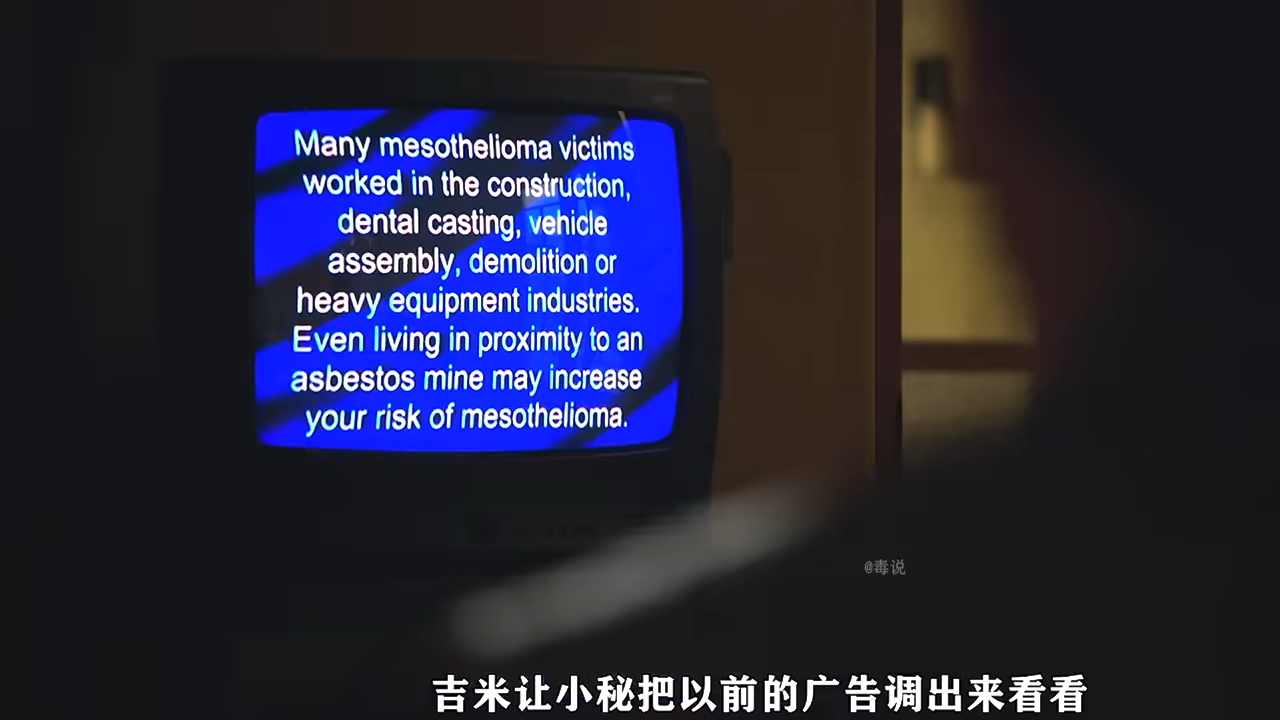 Many mesothelioma victims
worked in the construction,
dental casting, vehicle
assembly, demolition or
heavy equipment industries.
Even living in proximity to an
asbestos mine may increase
your risk of mesothelioma.
@毒说
吉米让小秘把以前的广告调出来看看